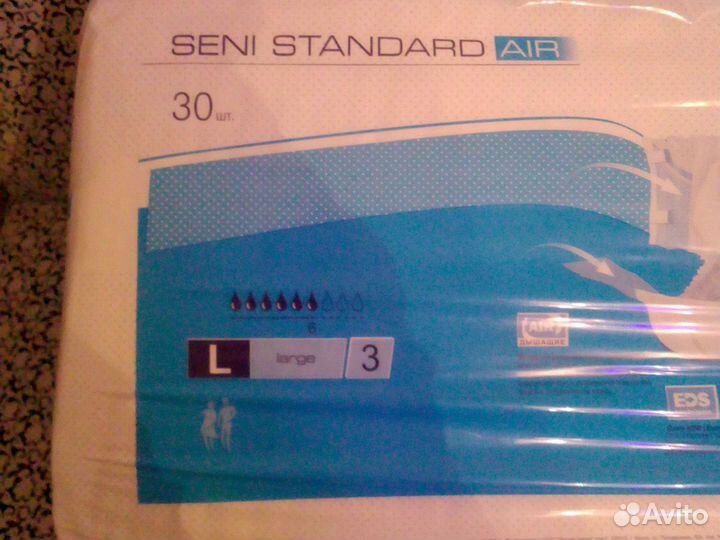 SENI STANDARD AIR
30 шт.
6
L large 3
AIR
ДЫШАЩИЕ
EDS
Avito